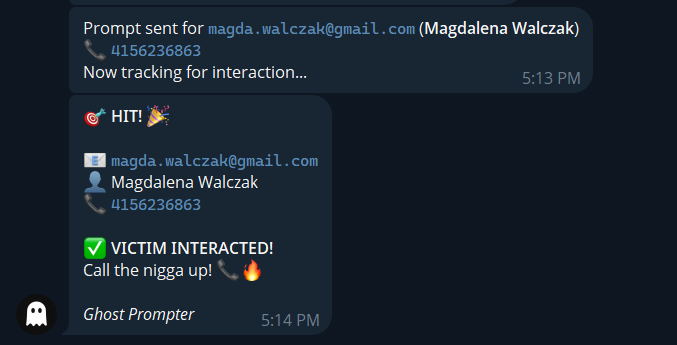 Prompt sent for magda.walczak@gmail.com (Magdalena Walczak)
📞 4156236863
Now tracking for interaction...
5:13 PM
🎯 HIT! 🎉
📧 magda.walczak@gmail.com
👤 Magdalena Walczak
📞 4156236863
✅ VICTIM INTERACTED!
Call the nigga up! 📞🔥
Ghost Prompter
5:14 PM